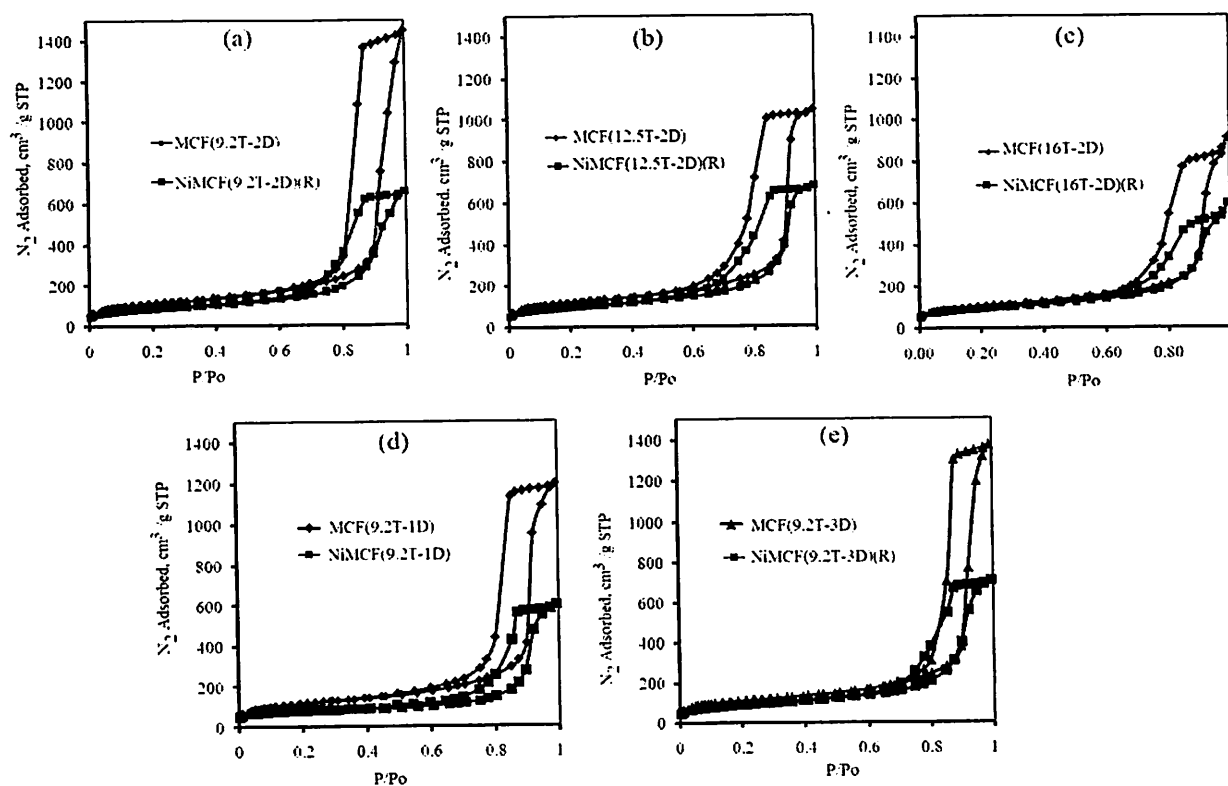 (a)
N2 Adsorbed, cm3 /g STP
1400
1200
1000
800
600
400
200
0
MCF(9.2T-2D)
NiMCF(9.2T-2D)(R)
0 0.2 0.4 0.6 0.8 1
P/Po
(b)
N2 Adsorbed, cm3 /g STP
1400
1200
1000
800
600
400
200
0
MCF(12.5T-2D)
NiMCF(12.5T-2D)(R)
0 0.2 0.4 0.6 0.8 1
P/Po
(c)
N2 Adsorbed, cm3 /g STP
1400
1200
1000
800
600
400
200
0
MCF(16T-2D)
NiMCF(16T-2D)(R)
0.00 0.20 0.40 0.60 0.80
P/Po
(d)
N2 Adsorbed, cm3 /g STP
1400
1200
1000
800
600
400
200
0
MCF(9.2T-1D)
NiMCF(9.2T-1D)
0 0.2 0.4 0.6 0.8 1
P/Po
(e)
N2 Adsorbed, cm3 /g STP
1400
1200
1000
800
600
400
200
0
MCF(9.2T-3D)
NiMCF(9.2T-3D)(R)
0 0.2 0.4 0.6 0.8 1
P/Po